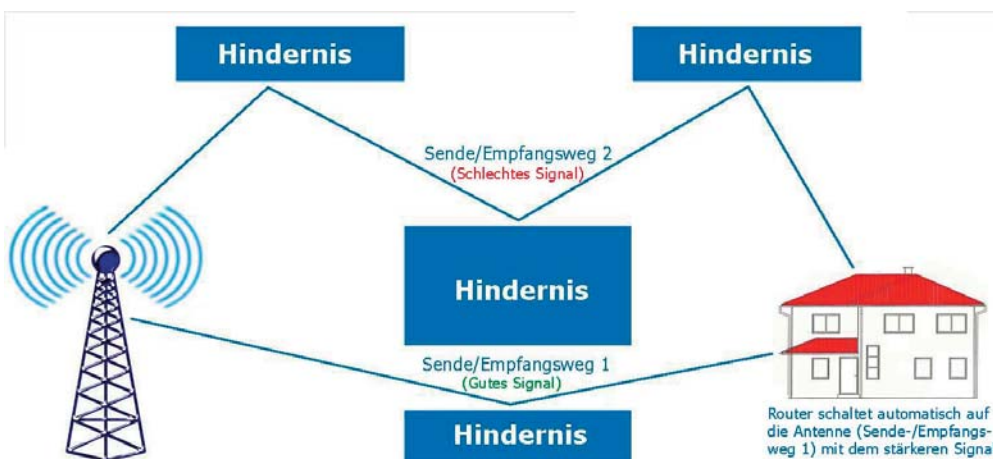 Hindernis
Hindernis
Sende/Empfangsweg 2
(Schlechtes Signal)
Hindernis
Sende/Empfangsweg 1
(Gutes Signal)
Hindernis
Router schaltet automatisch auf
die Antenne (Sende-/Empfangs-
weg 1) mit dem stärkeren Signa